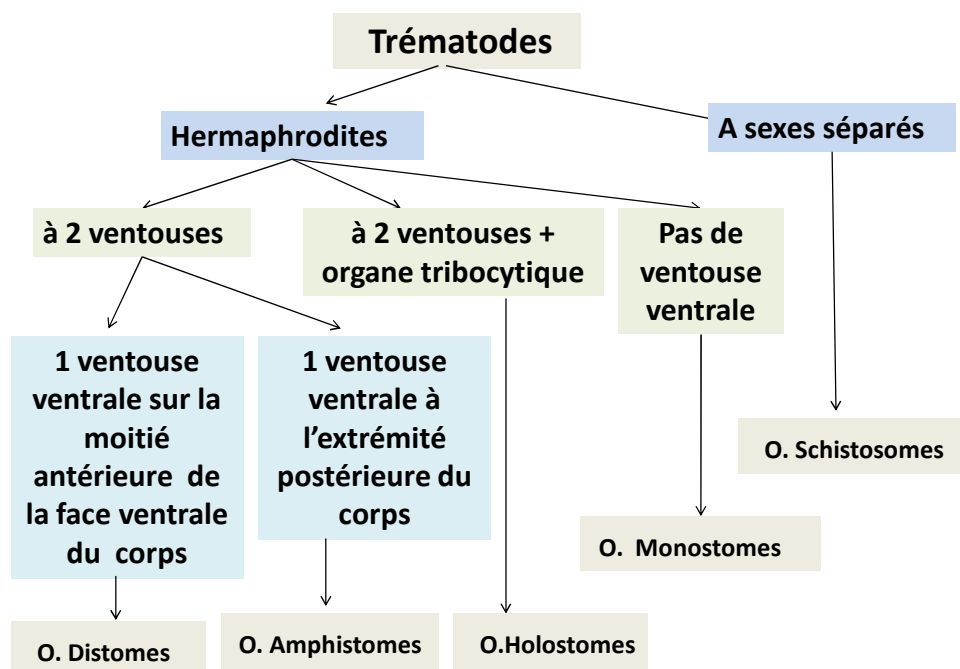 Trématodes
Hermaphrodites
A sexes séparés
à 2 ventouses
à 2 ventouses +
organe tribocytique
Pas de
ventouse
ventrale
1 ventouse
ventrale sur la
moitié
antérieure de
la face ventrale
du corps
1 ventouse
ventrale à
l’extrémité
postérieure du
corps
O. Schistosomes
O. Monostomes
O. Distomes
O. Amphistomes
O.Holostomes